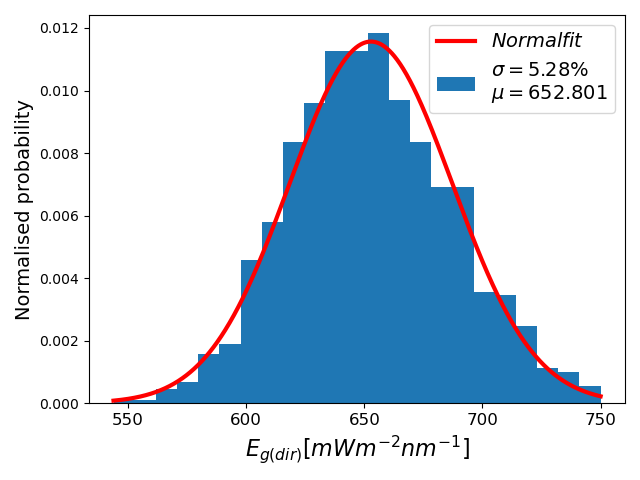 0.012
0.010
0.008
0.006
0.004
0.002
0.000
Normalised probability
Normalfit
σ = 5.28%
μ = 652.801
550 600 650 700 750
E_{g(dir)}[mWm⁻²nm⁻¹]